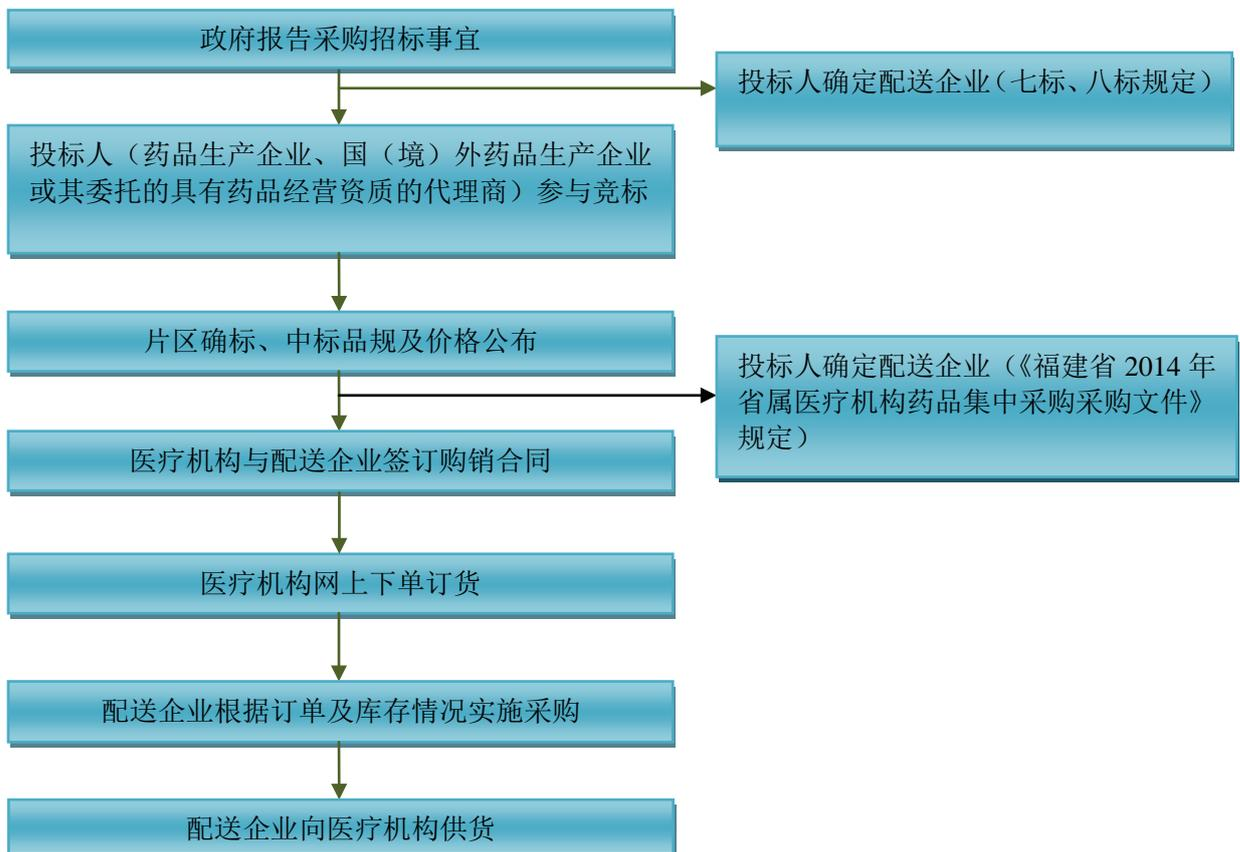 政府报告采购招标事宜
投标人确定配送企业（七标、八标规定）
投标人（药品生产企业、国（境）外药品生产企业
或其委托的具有药品经营资质的代理商）参与竞标
片区确标、中标品规及价格公布
投标人确定配送企业（《福建省 2014 年
省属医疗机构药品集中采购采购文件》
规定）
医疗机构与配送企业签订购销合同
医疗机构网上下单订货
配送企业根据订单及库存情况实施采购
配送企业向医疗机构供货